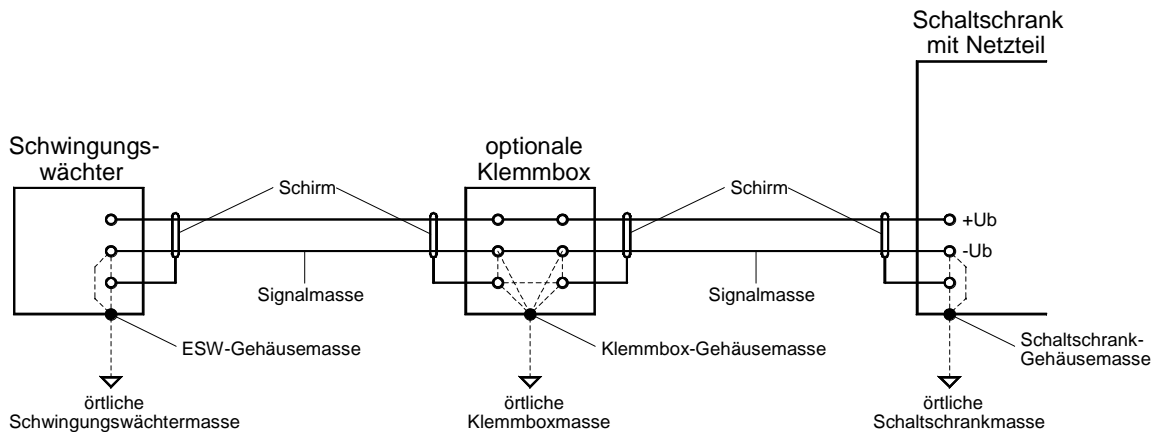 Schaltschrank
mit Netzteil
Schwingungs-
wächter
optionale
Klemmbox
Schirm
Schirm
+Ub
-Ub
Signalmasse
Signalmasse
ESW-Gehäusemasse
Klemmbox-Gehäusemasse
Schaltschrank-
Gehäusemasse
örtliche
Schwingungswächtermasse
örtliche
Klemmboxmasse
örtliche
Schaltschrankmasse